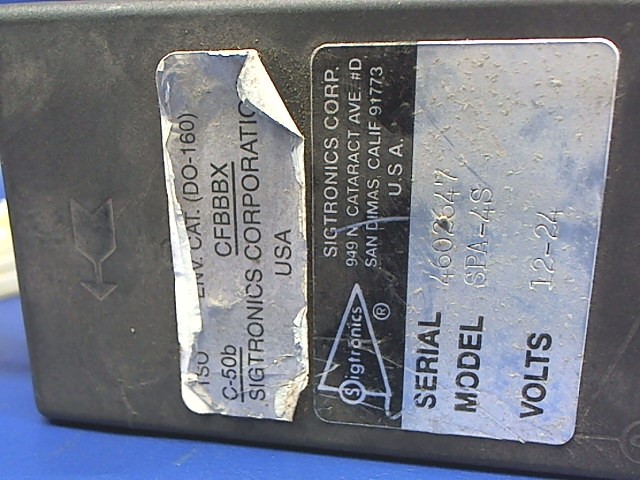 TSO ENV. CAT. (DO-160)
C-50b CFBBBX
SIGTRONICS CORPORATIO
USA
SIGTRONICS CORP.
949 N. CATARACT AVE. #D
SAN DIMAS, CALIF 91773
U.S.A.
Sigtronics ®
SERIAL
MODEL SPA-4S
VOLTS 12-24